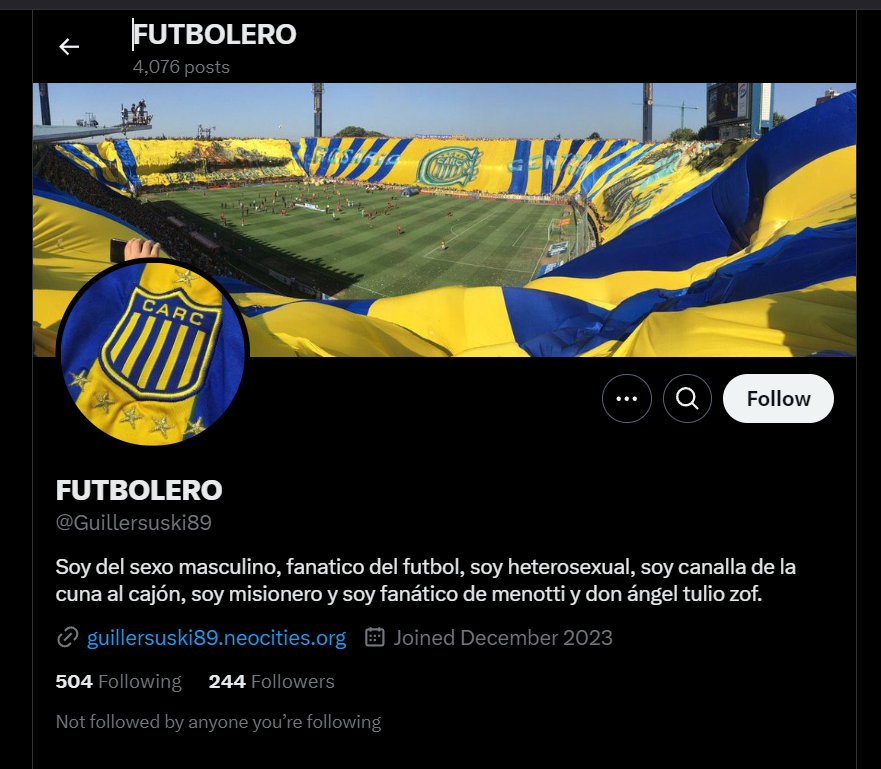 FUTBOLERO
4,076 posts
ROSARIO CENTRAL
CARC
Follow
FUTBOLERO
@Guillersuski89
Soy del sexo masculino, fanatico del futbol, soy heterosexual, soy canalla de la
cuna al cajón, soy misionero y soy fanático de menotti y don ángel tulio zof.
guillersuski89.neocities.org Joined December 2023
504 Following 244 Followers
Not followed by anyone you’re following